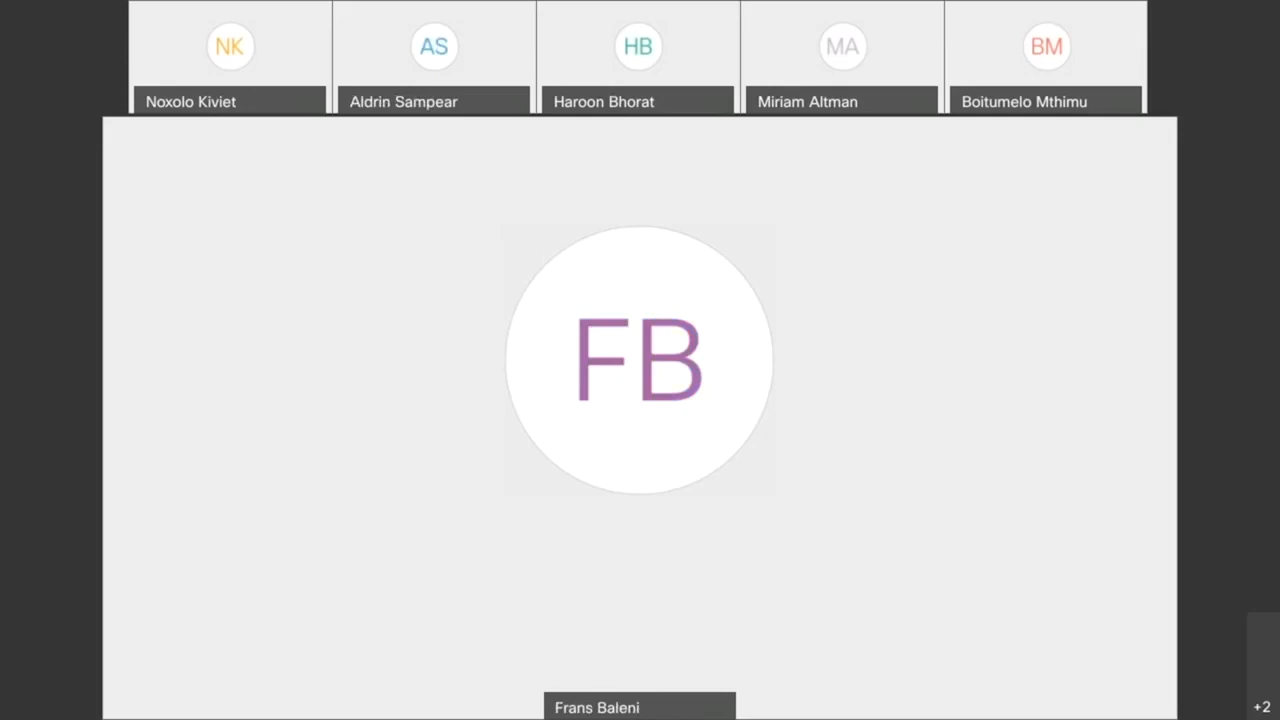 NK
AS
HB
MA
BM
Noxolo Kiviet
Aldrin Sampear
Haroon Bhorat
Miriam Altman
Boitumelo Mthimu
FB
Frans Baleni
+2